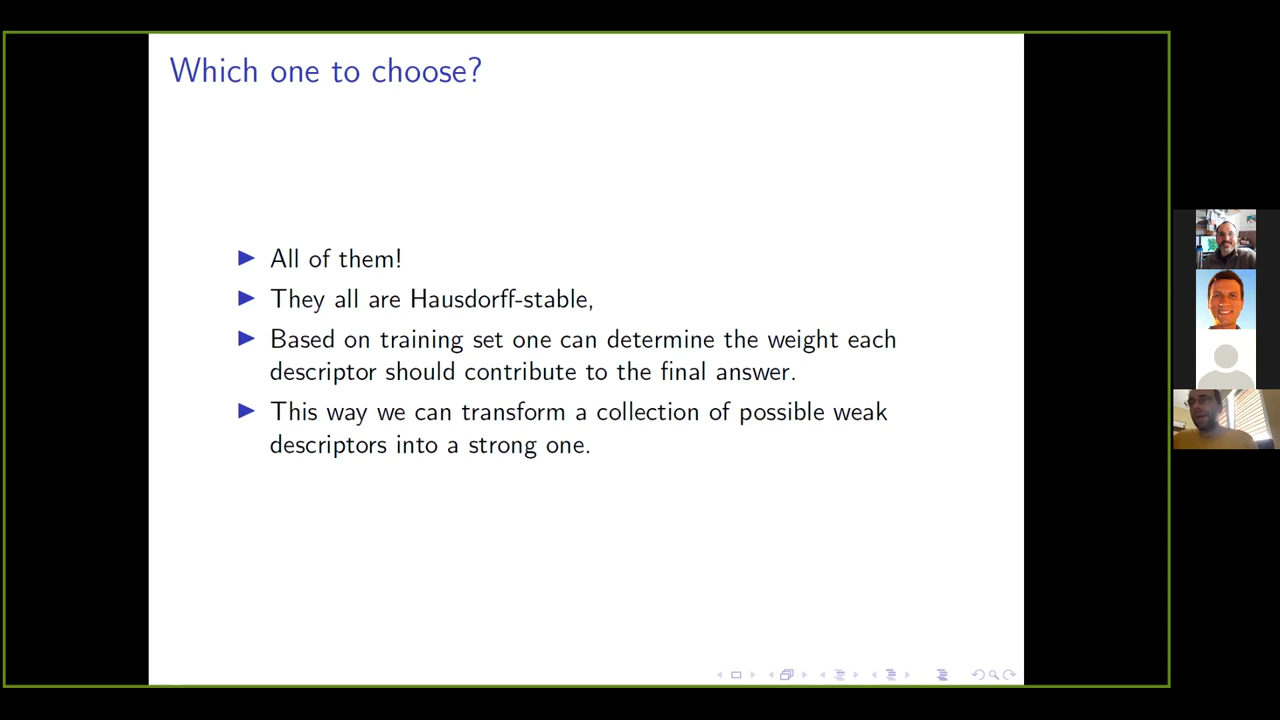 Which one to choose?
▶ All of them!
▶ They all are Hausdorff-stable,
▶ Based on training set one can determine the weight each
descriptor should contribute to the final answer.
▶ This way we can transform a collection of possible weak
descriptors into a strong one.